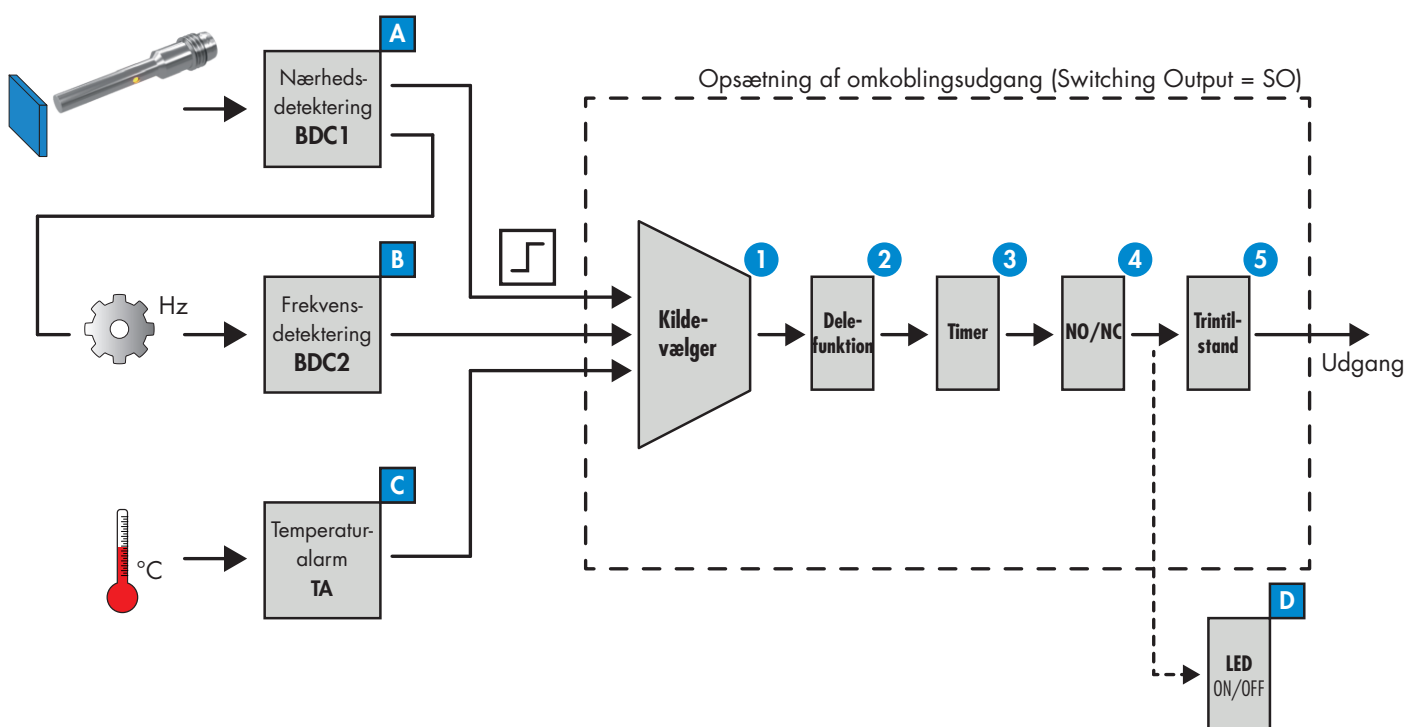 A
Nærheds-
detektering
BDC1
Opsætning af omkoblingsudgang (Switching Output = SO)
Hz
B
Frekvens-
detektering
BDC2
1
Kilde-
vælger
2
Dele-
funktion
3
Timer
4
NO/NC
5
Trintil-
stand
Udgang
°C
C
Temperatur-
alarm
TA
D
LED
ON/OFF